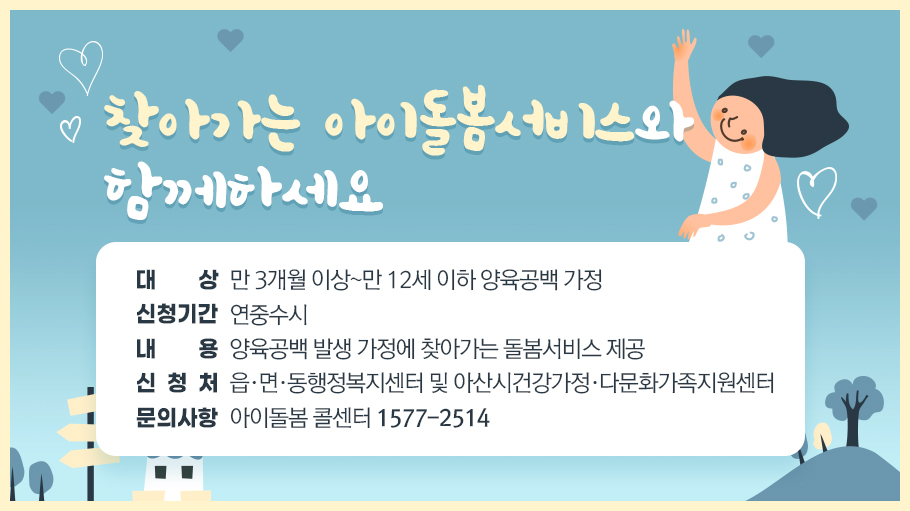 찾아가는 아이돌봄서비스와
함께하세요
대 상 만 3개월 이상~만 12세 이하 양육공백 가정
신청기간 연중수시
내 용 양육공백 발생 가정에 찾아가는 돌봄서비스 제공
신 청 처 읍·면·동행정복지센터 및 아산시건강가정·다문화가족지원센터
문의사항 아이돌봄 콜센터 1577-2514